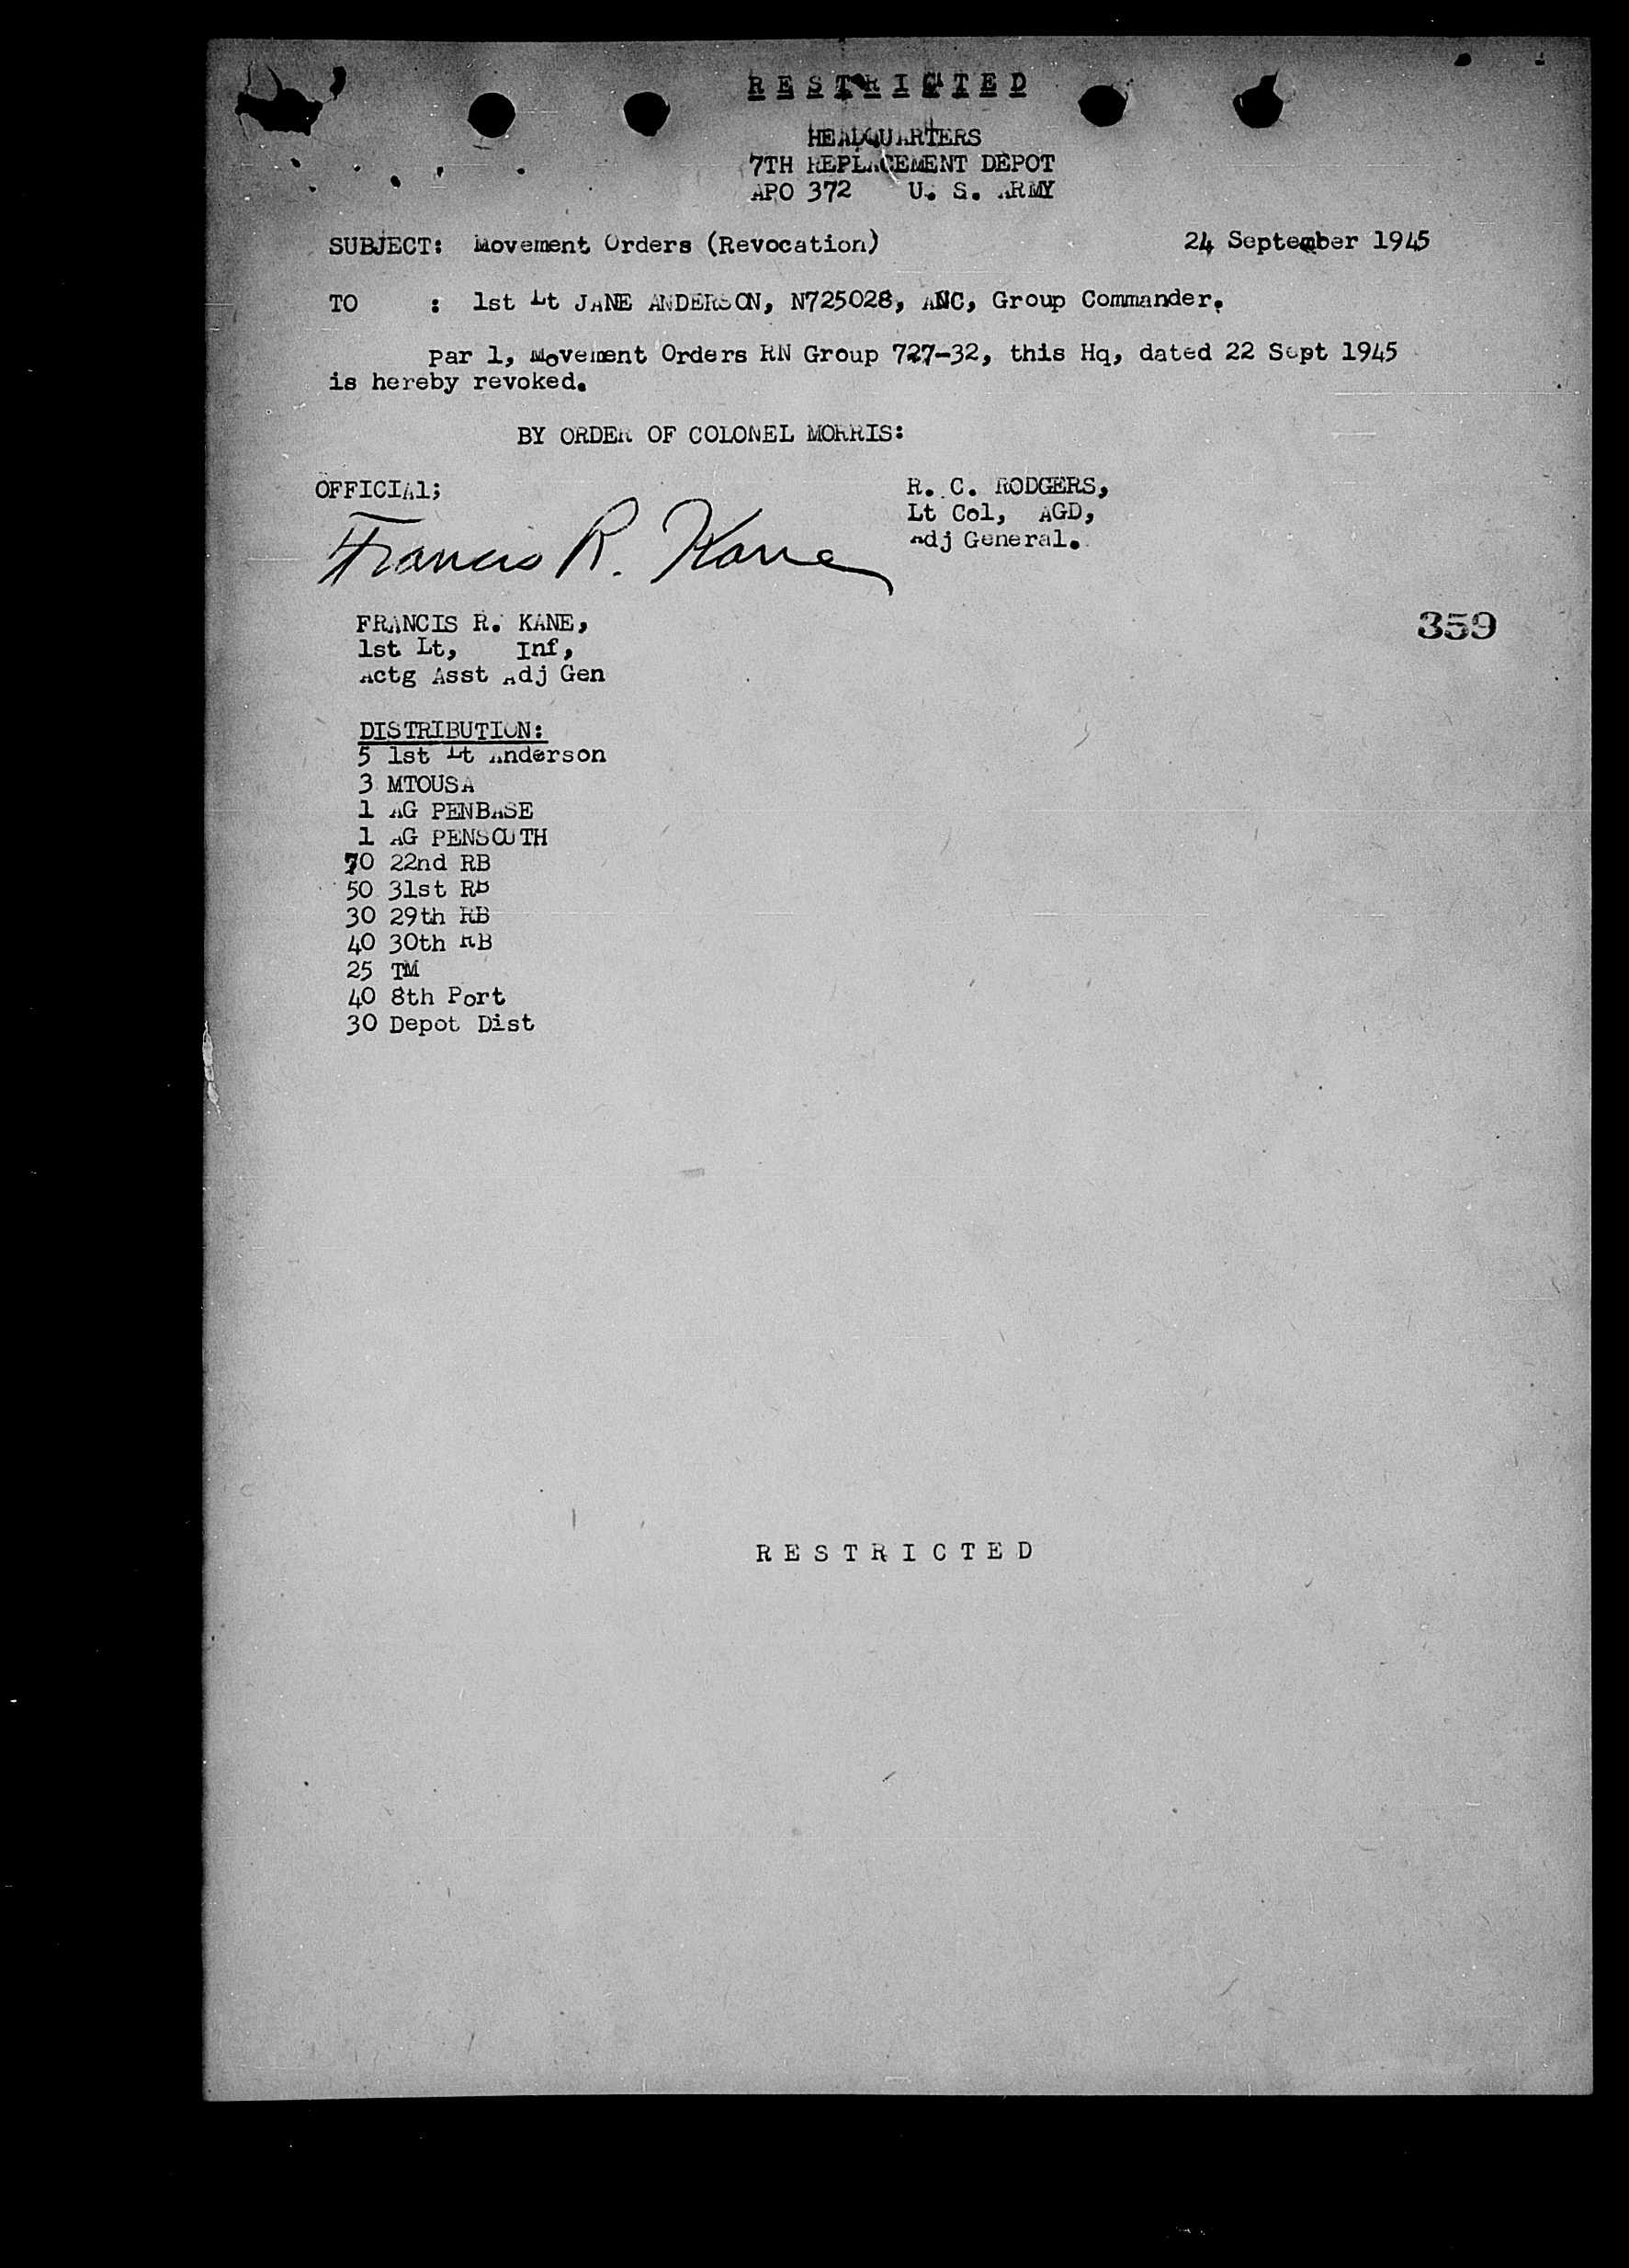 RESTRICTED
HEADQUARTERS
7TH REPLACEMENT DEPOT
APO 372 U. S. ARMY
SUBJECT: Movement Orders (Revocation) 24 September 1945
TO : 1st Lt JANE ANDERSON, N725028, ANC, Group Commander.
Par 1, Movement Orders RN Group 727-32, this Hq, dated 22 Sept 1945
is hereby revoked.
BY ORDER OF COLONEL MORRIS:
OFFICIAl;
R. C. RODGERS,
Lt Col, AGD,
Adj General.
Francis R. Kane
FRANCIS R. KANE,
1st Lt, Inf,
Actg Asst Adj Gen
359
DISTRIBUTION:
5 1st Lt Anderson
3 MTOUSA
1 AG PENBASE
1 AG PENSOUTH
70 22nd RB
50 31st RB
30 29th RB
40 30th RB
25 TM
40 8th Port
30 Depot Dist
RESTRICTED